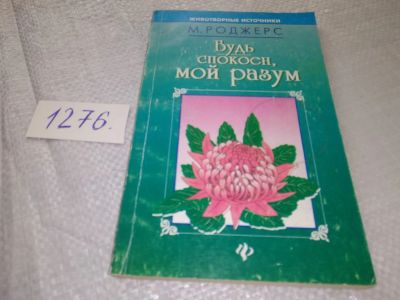 ЖИВОТВОРНЫЕ ИСТОЧНИКИ
М. РОДЖЕРС
Будь
спокоен,
мой разум
1276.